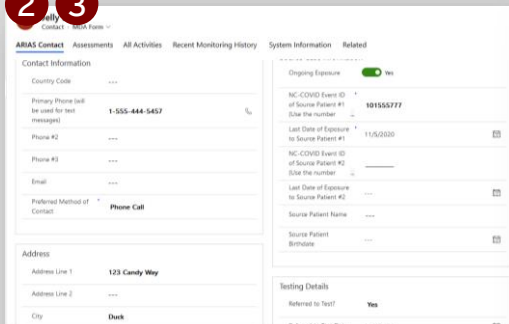 2 3
elly
Contact · MDA Form
ARIAS Contact Assessments All Activities Recent Monitoring History System Information Related
Contact Information
Country Code ---
Primary Phone (will
be used for text
messages) 1-555-444-5457
Phone #2 ---
Phone #3 ---
Email ---
Preferred Method of
Contact * Phone Call
Address
Address Line 1 123 Candy Way
Address Line 2 ---
City Duck
Ongoing Exposure Yes
NC-COVID Event ID *
of Source Patient #1 101555777
(Use the number
Last Date of Exposure *
to Source Patient #1 11/5/2020
NC-COVID Event ID
of Source Patient #2
(Use the number
Last Date of Exposure
to Source Patient #2 ---
Source Patient Name ---
Source Patient
Birthdate ---
Testing Details
Referred to Test? Yes